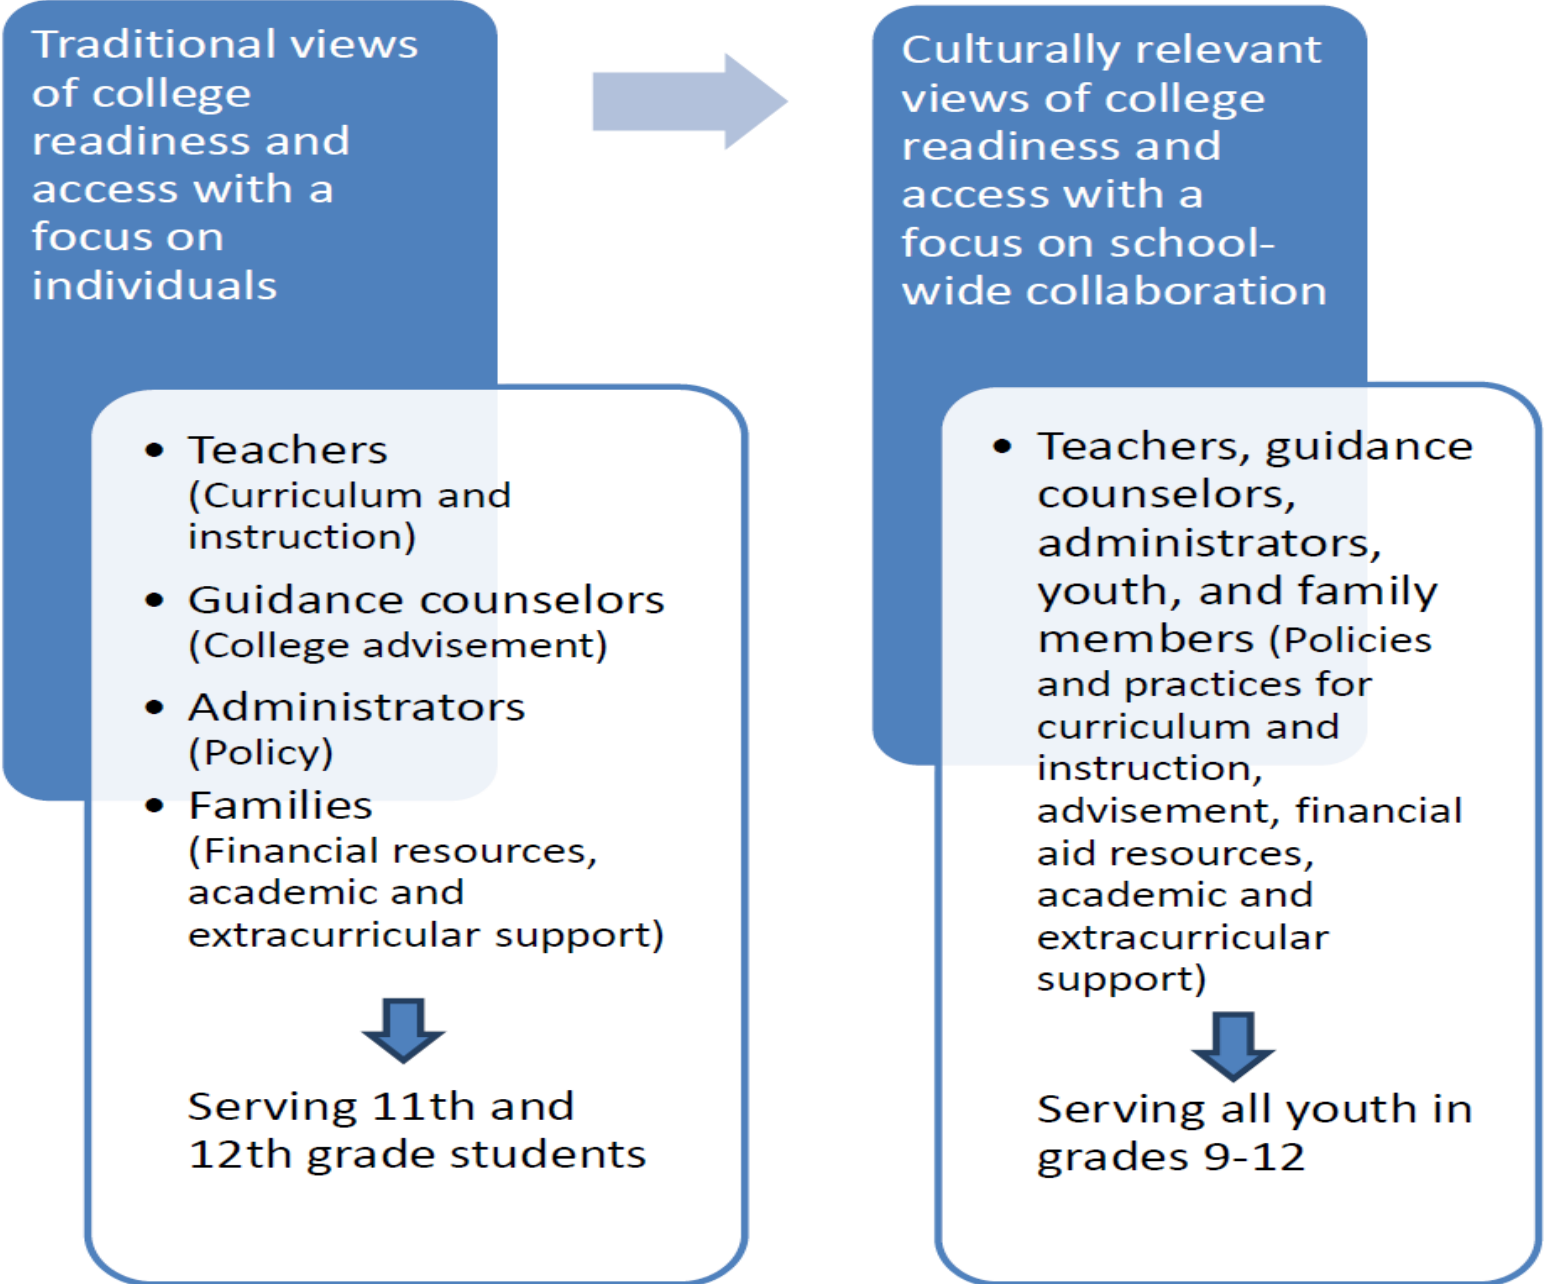 Traditional views
of college
readiness and
access with a
focus on
individuals
• Teachers
(Curriculum and
instruction)
• Guidance counselors
(College advisement)
• Administrators
(Policy)
• Families
(Financial resources,
academic and
extracurricular support)
Serving 11th and
12th grade students
Culturally relevant
views of college
readiness and
access with a
focus on school-
wide collaboration
• Teachers, guidance
counselors,
administrators,
youth, and family
members (Policies
and practices for
curriculum and
instruction,
advisement, financial
aid resources,
academic and
extracurricular
support)
Serving all youth in
grades 9-12